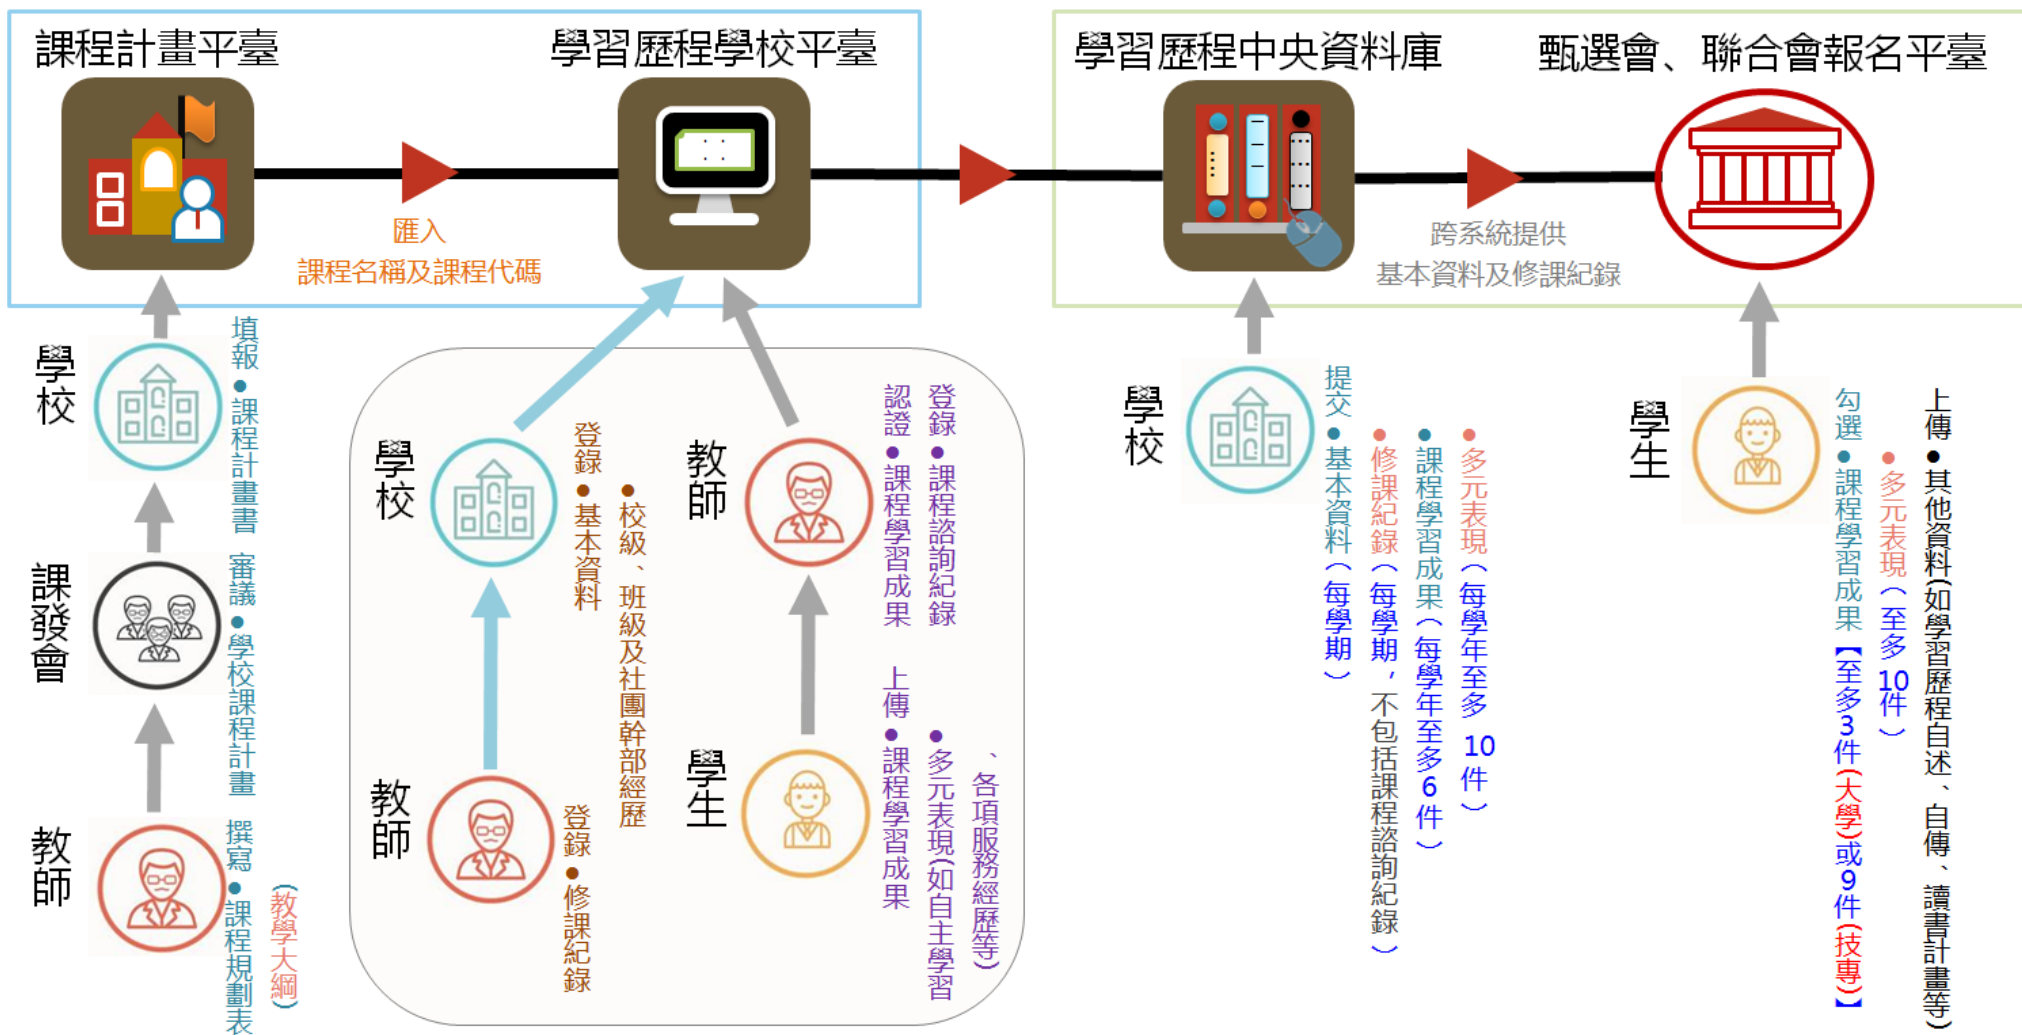 課程計畫平臺
學習歷程學校平臺
學習歷程中央資料庫
甄選會、聯合會報名平臺
匯入
課程名稱及課程代碼
跨系統提供
基本資料及修課紀錄
學校
填報●課程計畫書
課發會
審議●學校課程計畫
教師
撰寫●課程規劃表
(教學大綱)
學校
登錄●基本資料
●校級、班級及社團幹部經歷
教師
登錄●修課紀錄
教師
認證●課程學習成果
登錄●課程諮詢紀錄
學生
上傳●課程學習成果
●多元表現(如自主學習
、各項服務經歷等)
學校
提交●基本資料(每學期)
●修課紀錄(每學期，不包括課程諮詢紀錄)
●課程學習成果(每學年至多6件)
●多元表現(每學年至多10件)
學生
勾選●課程學習成果【至多3件(大學)或9件(技專)】
●多元表現(至多10件)
上傳●其他資料(如學習歷程自述、自傳、讀書計畫等)